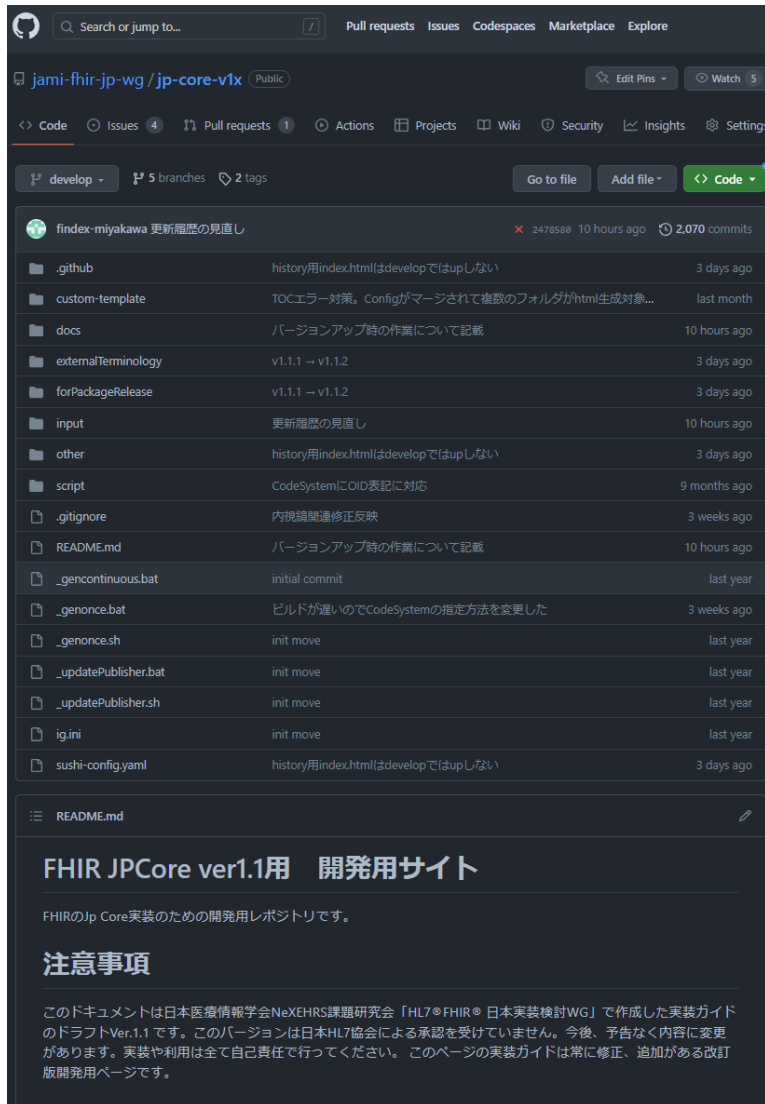 Search or jump to... / Pull requests Issues Codespaces Marketplace Explore
jami-fhir-jp-wg / jp-core-v1x Public Edit Pins Watch 5
Code Issues 4 Pull requests 1 Actions Projects Wiki Security Insights Settings
develop 5 branches 2 tags Go to file Add file Code
findex-miyakawa 更新履歴の見直し 2478580 10 hours ago 2,070 commits
.github history用index.htmlはdevelopではupしない 3 days ago
custom-template TOCエラー対策。Configがマージされて複数のフォルダがhtml生成対象... last month
docs バージョンアップ時の作業について記載 10 hours ago
externalTerminology v1.1.1 → v1.1.2 3 days ago
forPackageRelease v1.1.1 → v1.1.2 3 days ago
input 更新履歴の見直し 10 hours ago
other history用index.htmlはdevelopではupしない 3 days ago
script CodeSystemにOID表記に対応 9 months ago
.gitignore 内視鏡関連修正反映 3 weeks ago
README.md バージョンアップ時の作業について記載 10 hours ago
_gencontinuous.bat initial commit last year
_genonce.bat ビルドが遅いのでCodeSystemの指定方法を変更した 3 weeks ago
_genonce.sh init move last year
_updatePublisher.bat init move last year
_updatePublisher.sh init move last year
ig.ini init move last year
sushi-config.yaml history用index.htmlはdevelopではupしない 3 days ago
README.md
FHIR JPCore ver1.1用　開発用サイト
FHIRのJp Core実装のための開発用レポジトリです。
注意事項
このドキュメントは日本医療情報学会NeXEHRS課題研究会「HL7®FHIR® 日本実装検討WG」で作成した実装ガイド
のドラフトVer.1.1 です。このバージョンは日本HL7協会による承認を受けていません。今後、予告なく内容に変更
があります。実装や利用は全て自己責任で行ってください。 このページの実装ガイドは常に修正、追加がある改訂
版開発用ページです。